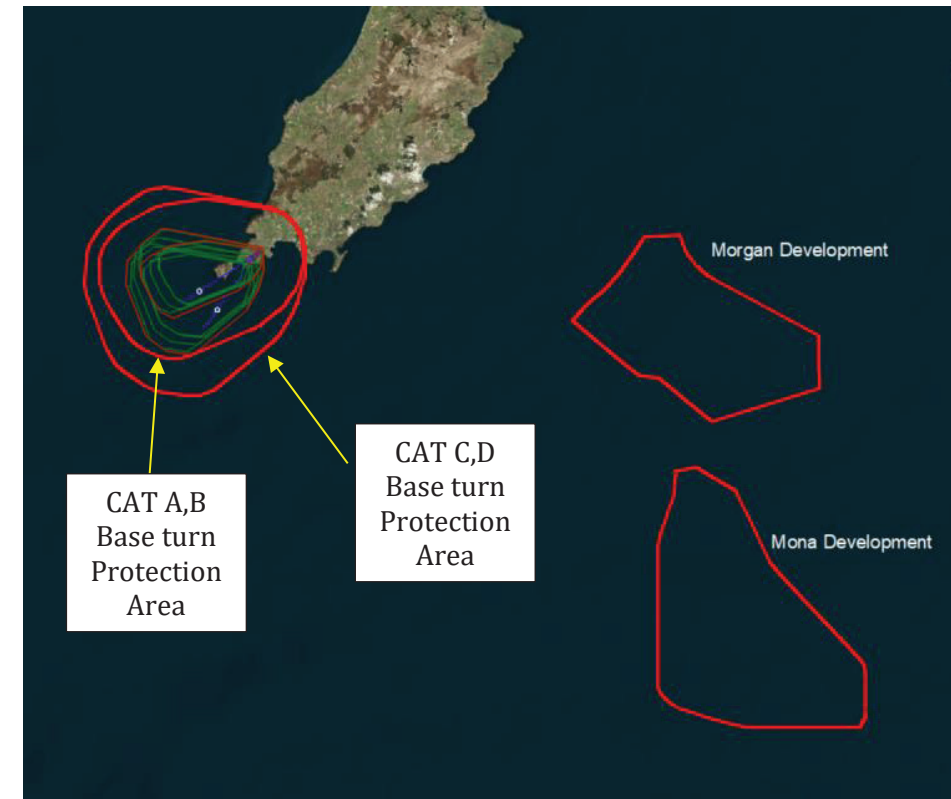 Morgan Development
CAT A,B
Base turn
Protection
Area
CAT C,D
Base turn
Protection
Area
Mona Development